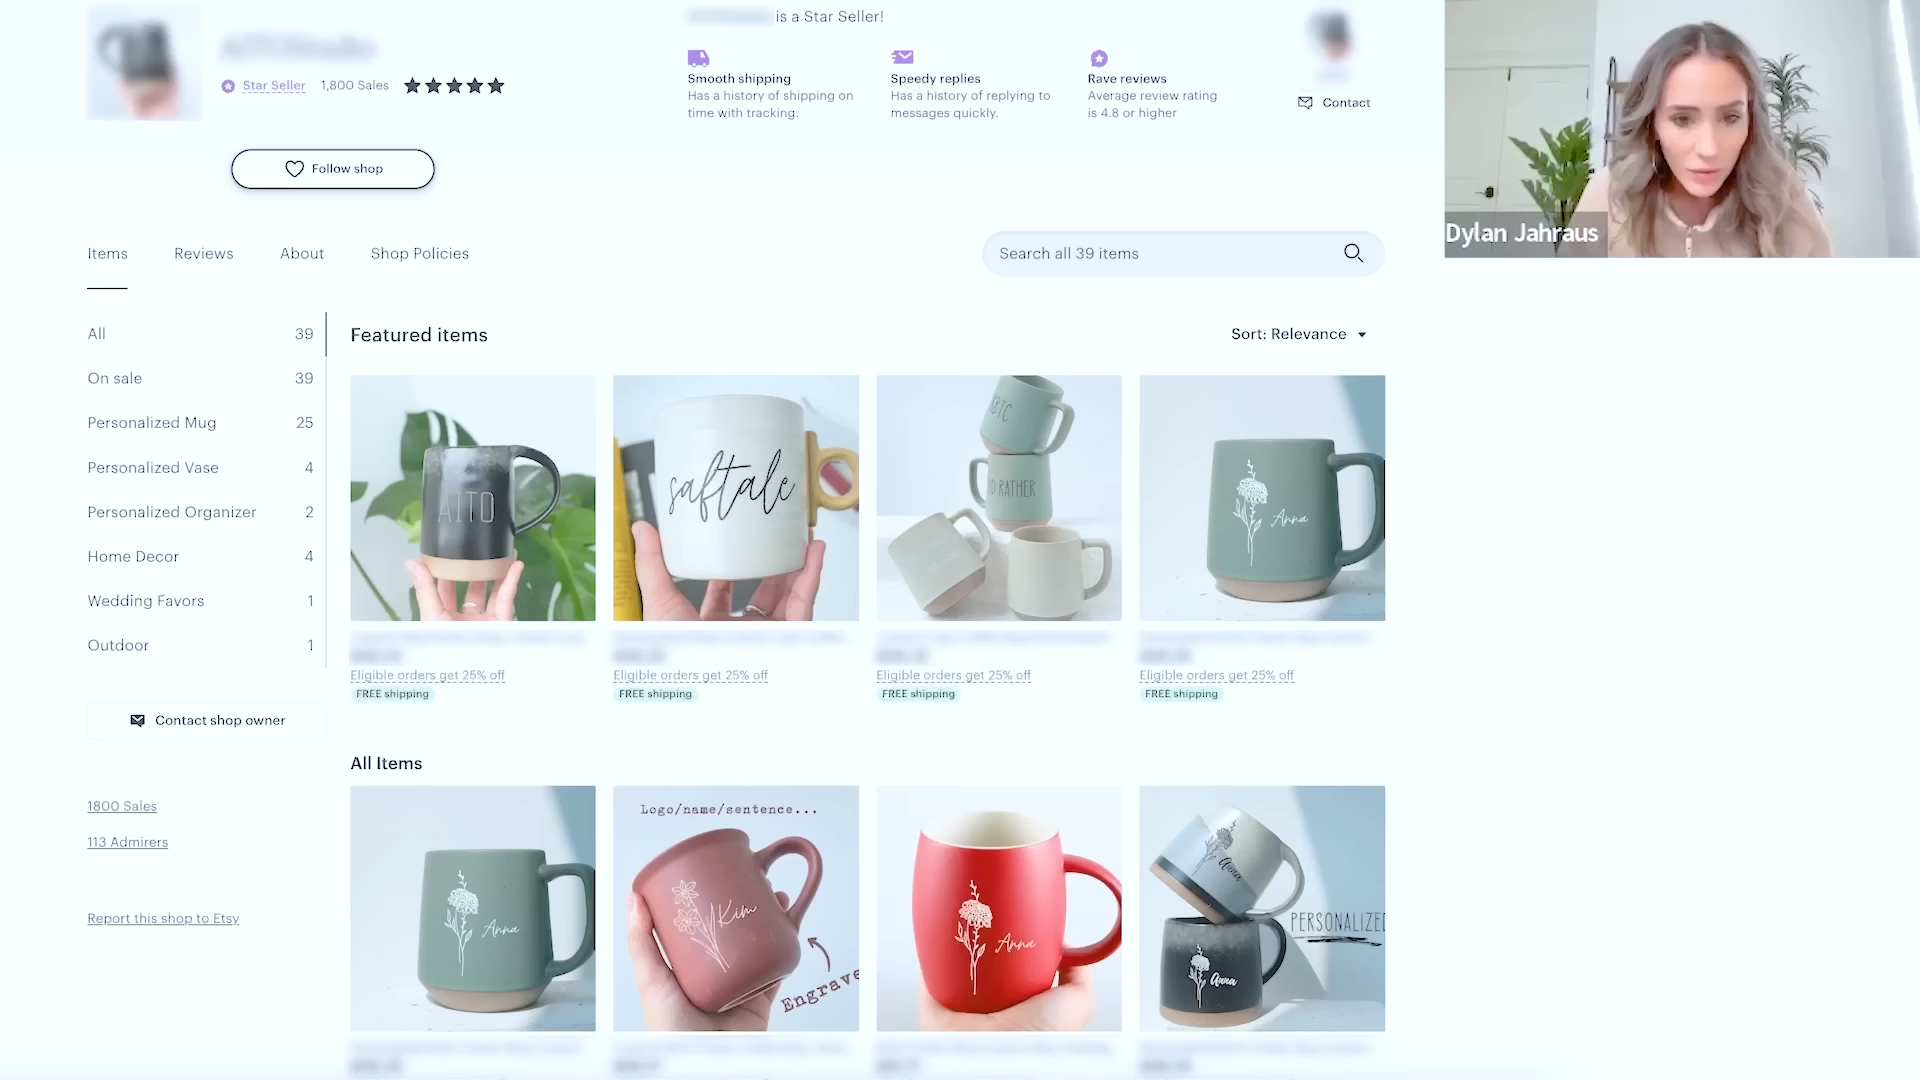 is a Star Seller!
Star Seller
1,800 Sales
Smooth shipping
Has a history of shipping on
time with tracking.
Speedy replies
Has a history of replying to
messages quickly.
Rave reviews
Average review rating
is 4.8 or higher
Contact
Follow shop
Dylan Jahraus
Items
Reviews
About
Shop Policies
Search all 39 items
All 39
On sale 39
Personalized Mug 25
Personalized Vase 4
Personalized Organizer 2
Home Decor 4
Wedding Favors 1
Outdoor 1
Contact shop owner
1800 Sales
113 Admirers
Report this shop to Etsy
Featured items
Sort: Relevance
AITO
saftale
D RATHER
Anna
Eligible orders get 25% off
FREE shipping
Eligible orders get 25% off
FREE shipping
Eligible orders get 25% off
FREE shipping
Eligible orders get 25% off
FREE shipping
All Items
Anna
Logo/name/sentence...
Kim
Engrave
Anna
Anna
PERSONALIZED
Anna